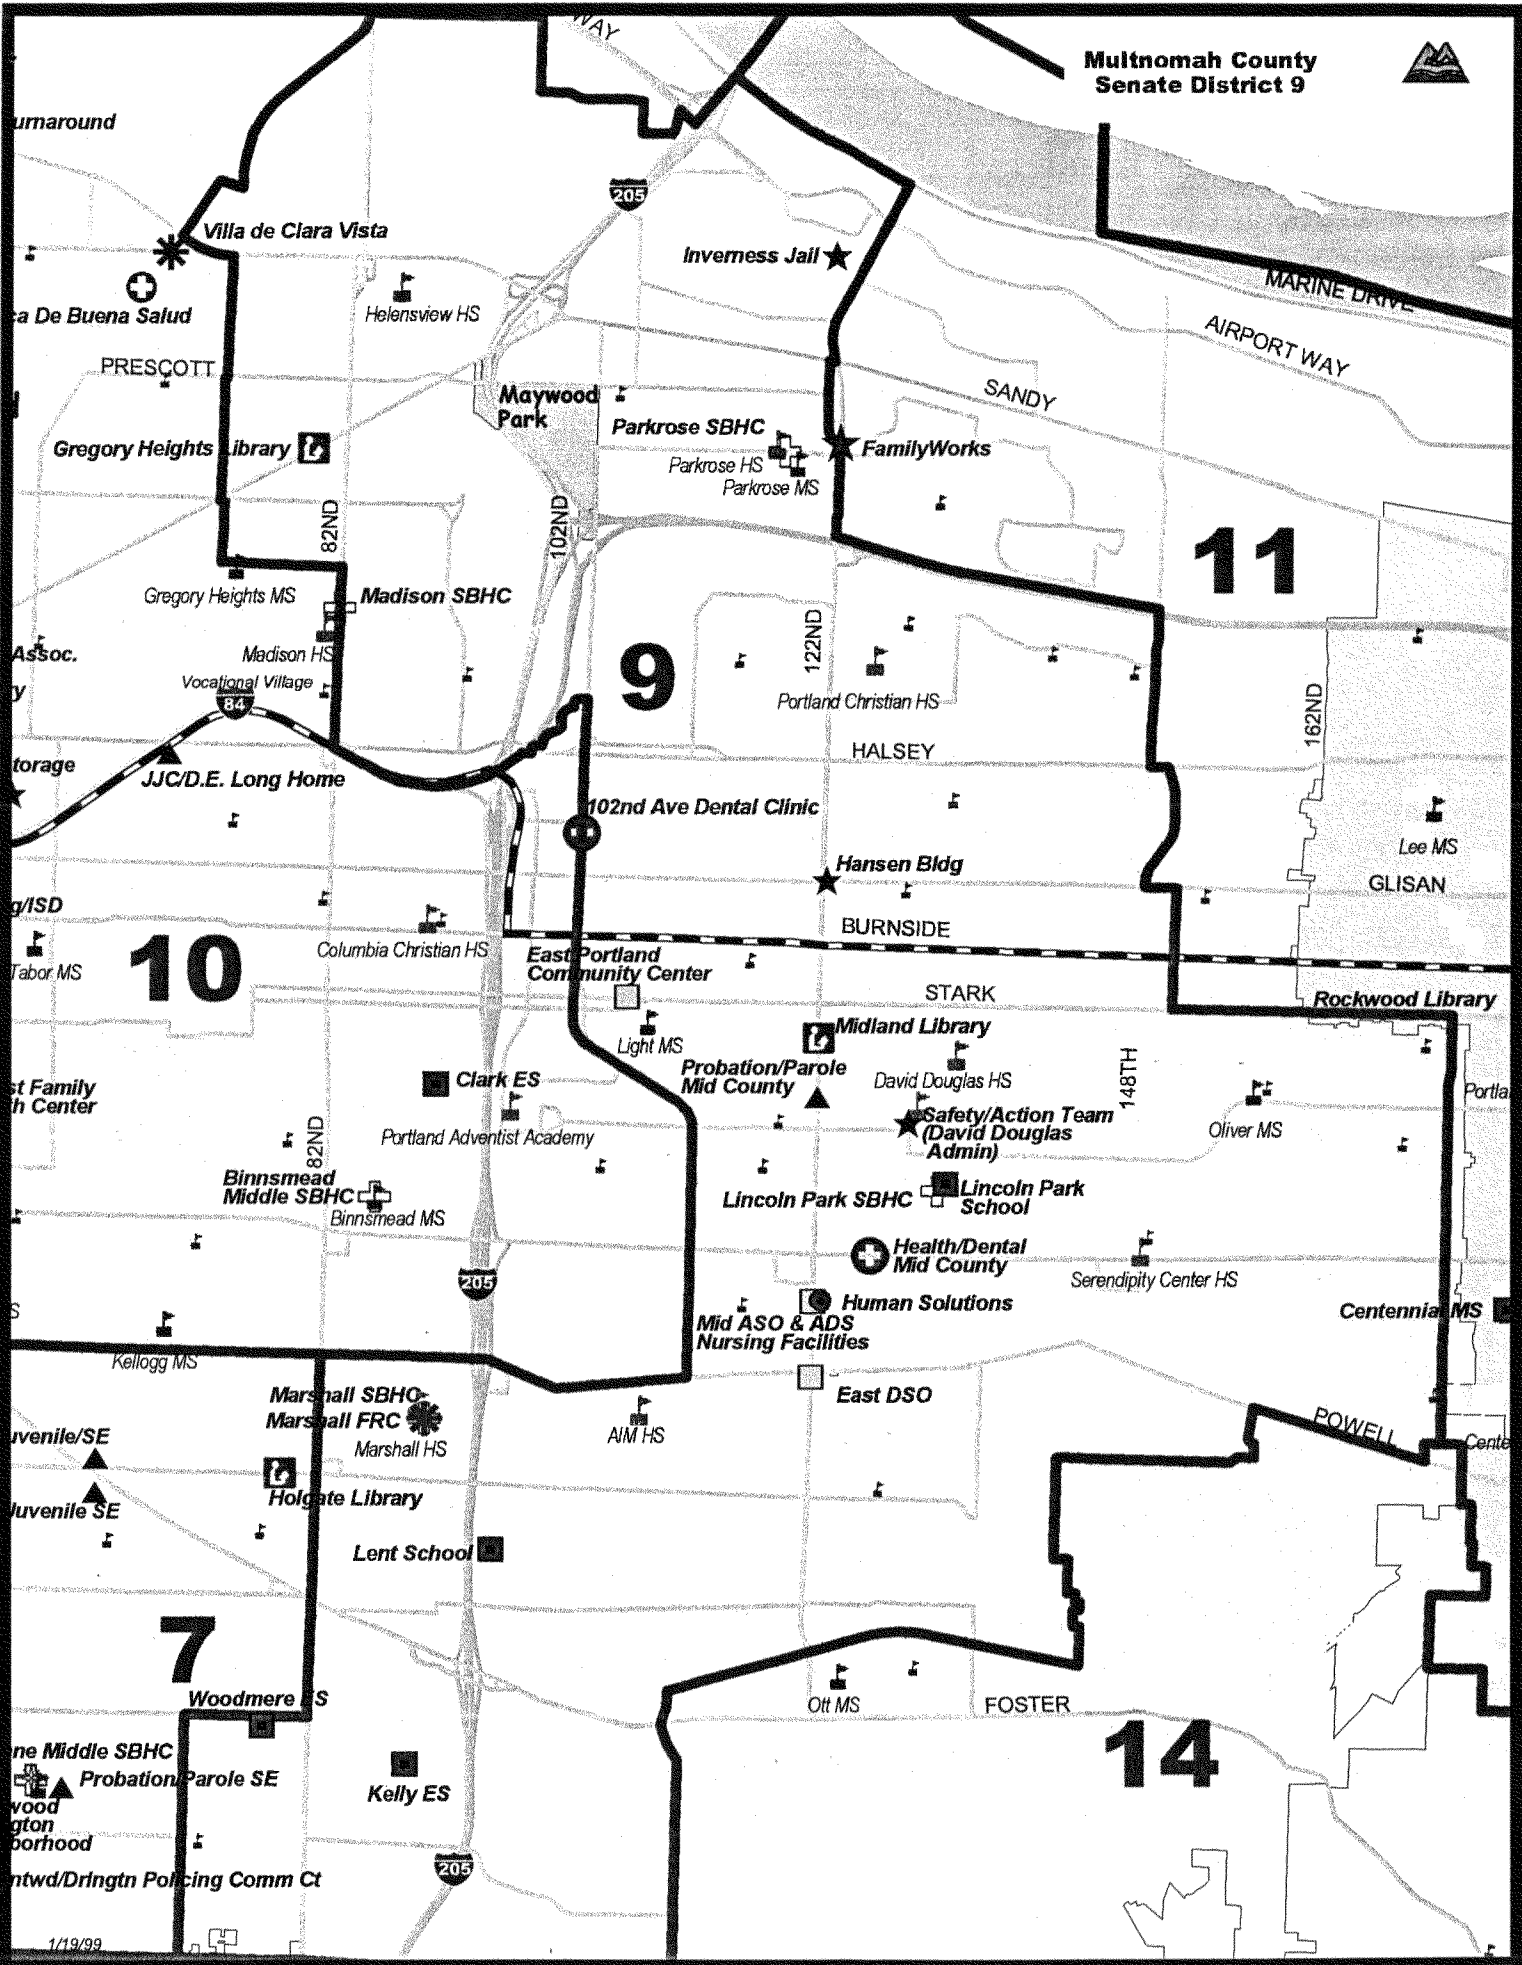 WAY
Multnomah County
Senate District 9
urnaround
205
Villa de Clara Vista
Inverness Jail
MARINE DRIVE
ca De Buena Salud
Helensview HS
AIRPORT WAY
PRESCOTT
SANDY
Maywood
Park
Parkrose SBHC
Gregory Heights Library
FamilyWorks
Parkrose HS
Parkrose MS
82ND
102ND
11
Gregory Heights MS
Madison SBHC
122ND
Assoc.
Madison HS
9
y
Vocational Village
84
Portland Christian HS
162ND
HALSEY
torage
JJC/D.E. Long Home
102nd Ave Dental Clinic
Lee MS
Hansen Bldg
GLISAN
g/ISD
BURNSIDE
Columbia Christian HS
East Portland
Community Center
10
Tabor MS
STARK
Rockwood Library
Midland Library
Light MS
Probation/Parole
Mid County
David Douglas HS
148TH
st Family
h Center
Clark ES
Portla
Safety/Action Team
(David Douglas
Admin)
Oliver MS
82ND
Portland Adventist Academy
Binnsmead
Middle SBHC
Lincoln Park SBHC
Lincoln Park
School
Binnsmead MS
Health/Dental
Mid County
Serendipity Center HS
205
S
Human Solutions
Centennial MS
Mid ASO & ADS
Nursing Facilities
Kellogg MS
Marshall SBHC
Marshall FRC
East DSO
POWELL
uvenile/SE
Marshall HS
AIM HS
Cente
Holgate Library
Juvenile SE
Lent School
7
Woodmere ES
Ott MS
FOSTER
14
ne Middle SBHC
Probation/Parole SE
Kelly ES
wood
gton
borhood
205
ntwd/Drlngtn Policing Comm Ct
1/19/99